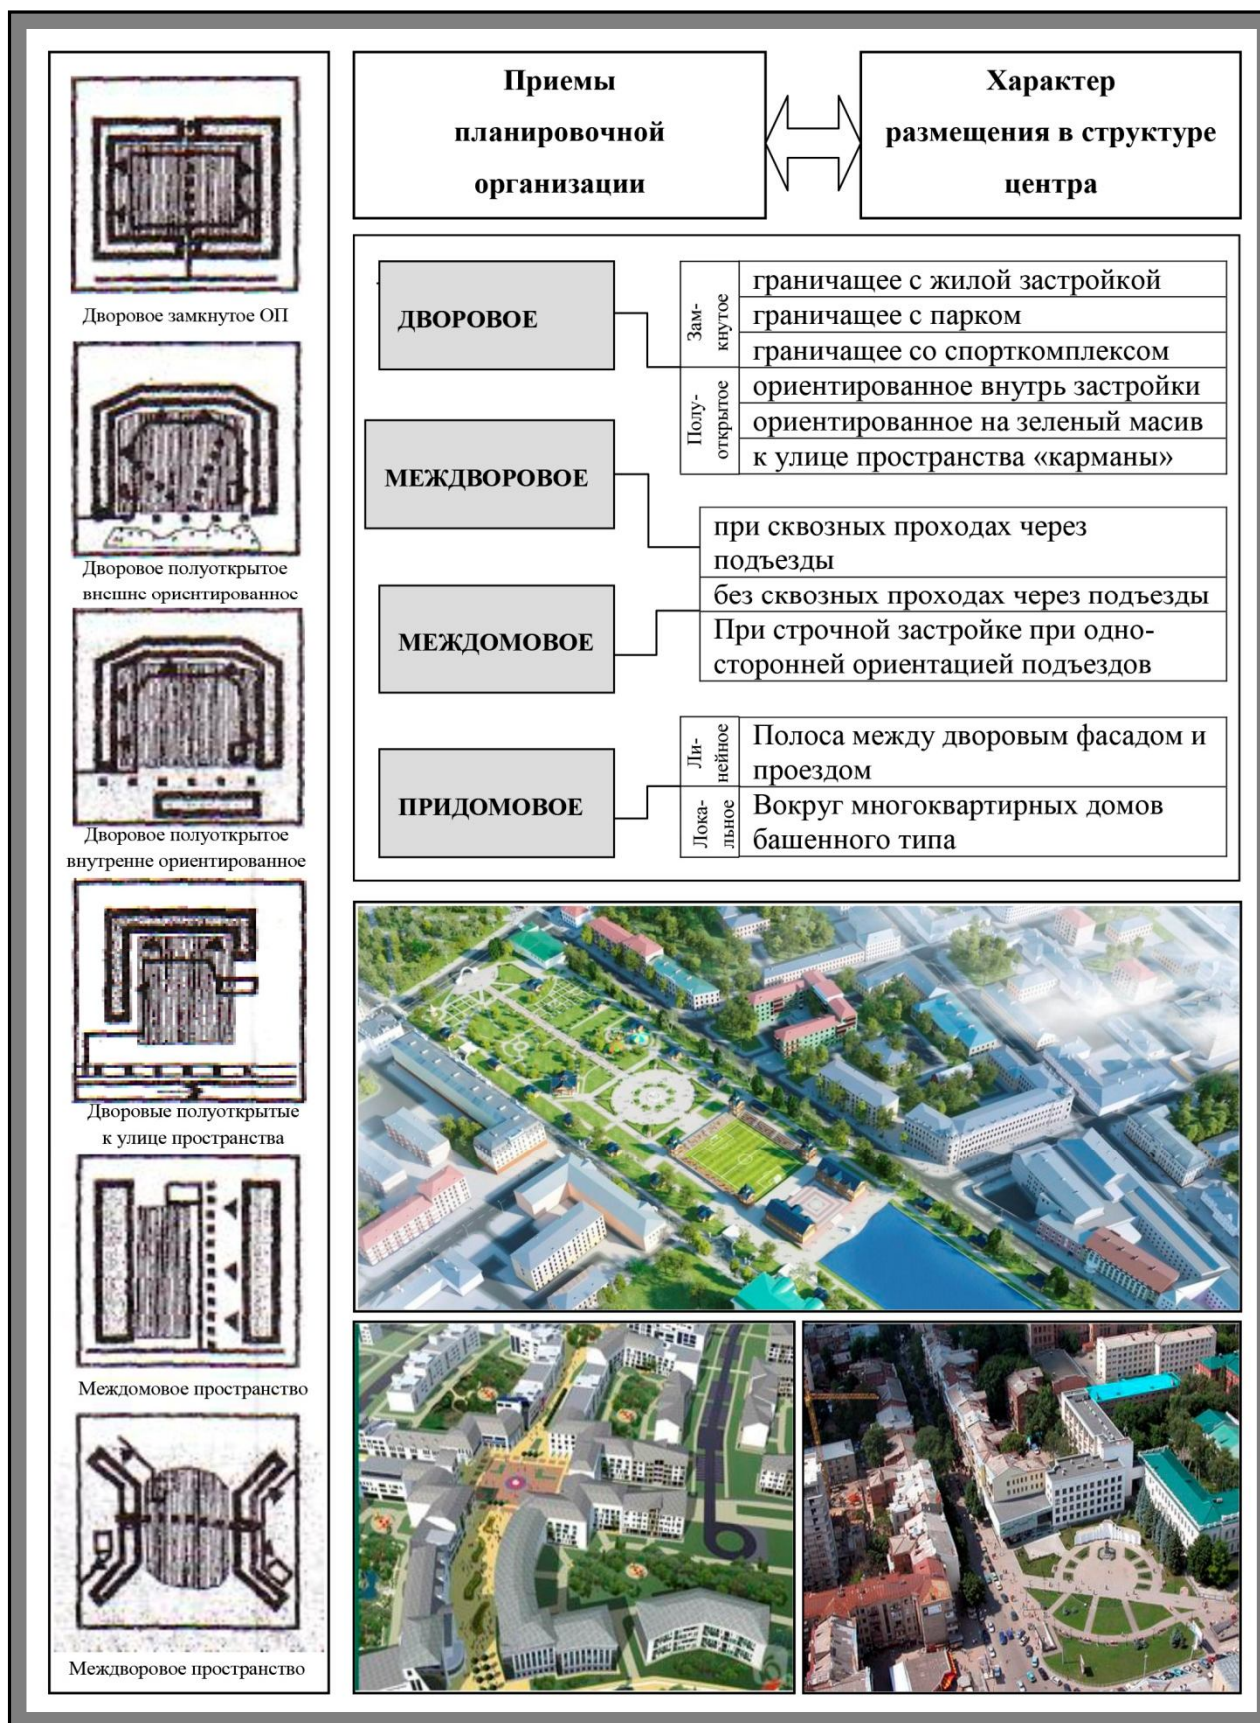 Дворовое замкнутое ОП
Дворовое полуоткрытое
внешне ориентированное
Дворовое полуоткрытое
внутренне ориентированное
Дворовые полуоткрытые
к улице пространства
Междомовое пространство
Междворовое пространство
Приемы
планировочной
организации
Характер
размещения в структуре
центра
ДВОРОВОЕ
Зам-
кнутое
граничащее с жилой застройкой
граничащее с парком
граничащее со спорткомплексом
Полу-
открытое
ориентированное внутрь застройки
ориентированное на зеленый масив
к улице пространства «карманы»
МЕЖДВОРОВОЕ
при сквозных проходах через
подъезды
без сквозных проходах через подъезды
МЕЖДОМОВОЕ
При строчной застройке при одно-
сторонней ориентацией подъездов
ПРИДОМОВОЕ
Ли-
нейное
Полоса между дворовым фасадом и
проездом
Лока-
льное
Вокруг многоквартирных домов
башенного типа